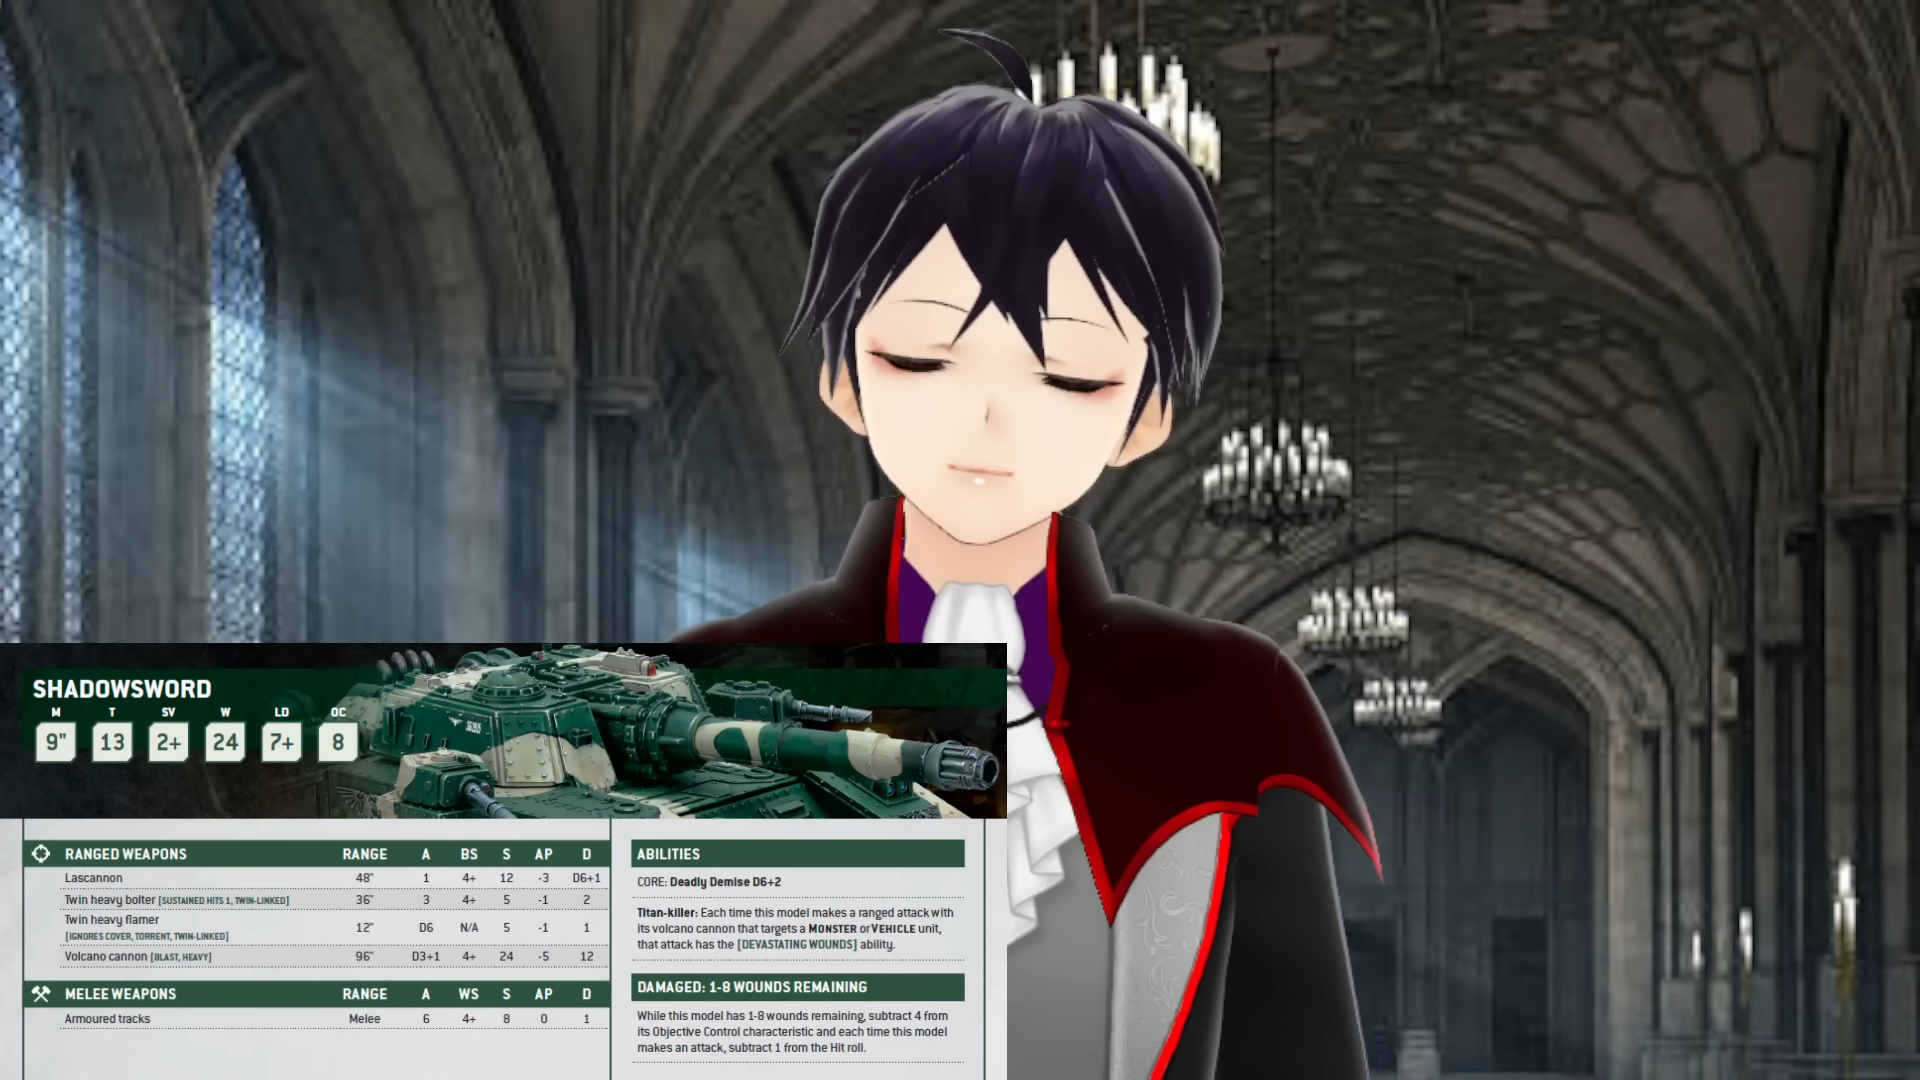 SHADOWSWORD
M T SV W LD OC
9" 13 2+ 24 7+ 8
RANGED WEAPONS RANGE A BS S AP D
Lascannon 48" 1 4+ 12 -3 D6+1
Twin heavy bolter [SUSTAINED HITS 1, TWIN-LINKED] 36" 3 4+ 5 -1 2
Twin heavy flamer
[IGNORES COVER, TORRENT, TWIN-LINKED] 12" D6 N/A 5 -1 1
Volcano cannon [BLAST, HEAVY] 96" D3+1 4+ 24 -5 12
MELEE WEAPONS RANGE A WS S AP D
Armoured tracks Melee 6 4+ 8 0 1
ABILITIES
CORE: Deadly Demise D6+2
Titan-killer: Each time this model makes a ranged attack with
its volcano cannon that targets a MONSTER or VEHICLE unit,
that attack has the [DEVASTATING WOUNDS] ability.
DAMAGED: 1-8 WOUNDS REMAINING
While this model has 1-8 wounds remaining, subtract 4 from
its Objective Control characteristic and each time this model
makes an attack, subtract 1 from the Hit roll.